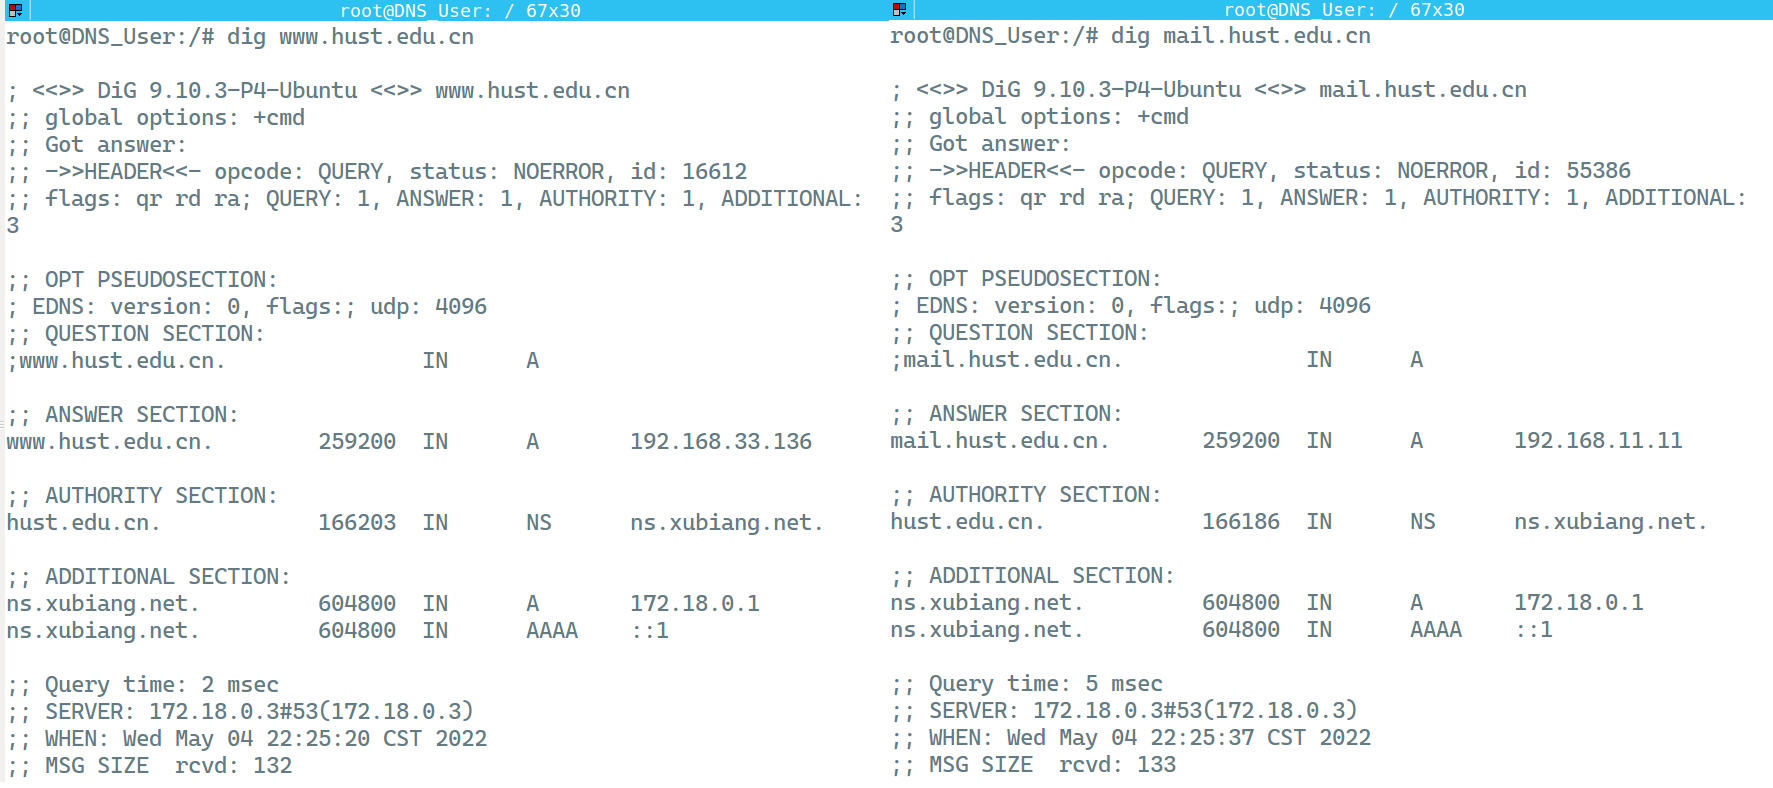 root@DNS_User: / 67x30
root@DNS_User:/# dig www.hust.edu.cn

; <<>> DiG 9.10.3-P4-Ubuntu <<>> www.hust.edu.cn
;; global options: +cmd
;; Got answer:
;; ->>HEADER<<- opcode: QUERY, status: NOERROR, id: 16612
;; flags: qr rd ra; QUERY: 1, ANSWER: 1, AUTHORITY: 1, ADDITIONAL:
3

;; OPT PSEUDOSECTION:
; EDNS: version: 0, flags:; udp: 4096
;; QUESTION SECTION:
;www.hust.edu.cn.               IN      A

;; ANSWER SECTION:
www.hust.edu.cn.        259200  IN      A       192.168.33.136

;; AUTHORITY SECTION:
hust.edu.cn.            166203  IN      NS      ns.xubiang.net.

;; ADDITIONAL SECTION:
ns.xubiang.net.         604800  IN      A       172.18.0.1
ns.xubiang.net.         604800  IN      AAAA    ::1

;; Query time: 2 msec
;; SERVER: 172.18.0.3#53(172.18.0.3)
;; WHEN: Wed May 04 22:25:20 CST 2022
;; MSG SIZE  rcvd: 132

root@DNS_User: / 67x30
root@DNS_User:/# dig mail.hust.edu.cn

; <<>> DiG 9.10.3-P4-Ubuntu <<>> mail.hust.edu.cn
;; global options: +cmd
;; Got answer:
;; ->>HEADER<<- opcode: QUERY, status: NOERROR, id: 55386
;; flags: qr rd ra; QUERY: 1, ANSWER: 1, AUTHORITY: 1, ADDITIONAL:
3

;; OPT PSEUDOSECTION:
; EDNS: version: 0, flags:; udp: 4096
;; QUESTION SECTION:
;mail.hust.edu.cn.              IN      A

;; ANSWER SECTION:
mail.hust.edu.cn.       259200  IN      A       192.168.11.11

;; AUTHORITY SECTION:
hust.edu.cn.            166186  IN      NS      ns.xubiang.net.

;; ADDITIONAL SECTION:
ns.xubiang.net.         604800  IN      A       172.18.0.1
ns.xubiang.net.         604800  IN      AAAA    ::1

;; Query time: 5 msec
;; SERVER: 172.18.0.3#53(172.18.0.3)
;; WHEN: Wed May 04 22:25:37 CST 2022
;; MSG SIZE  rcvd: 133